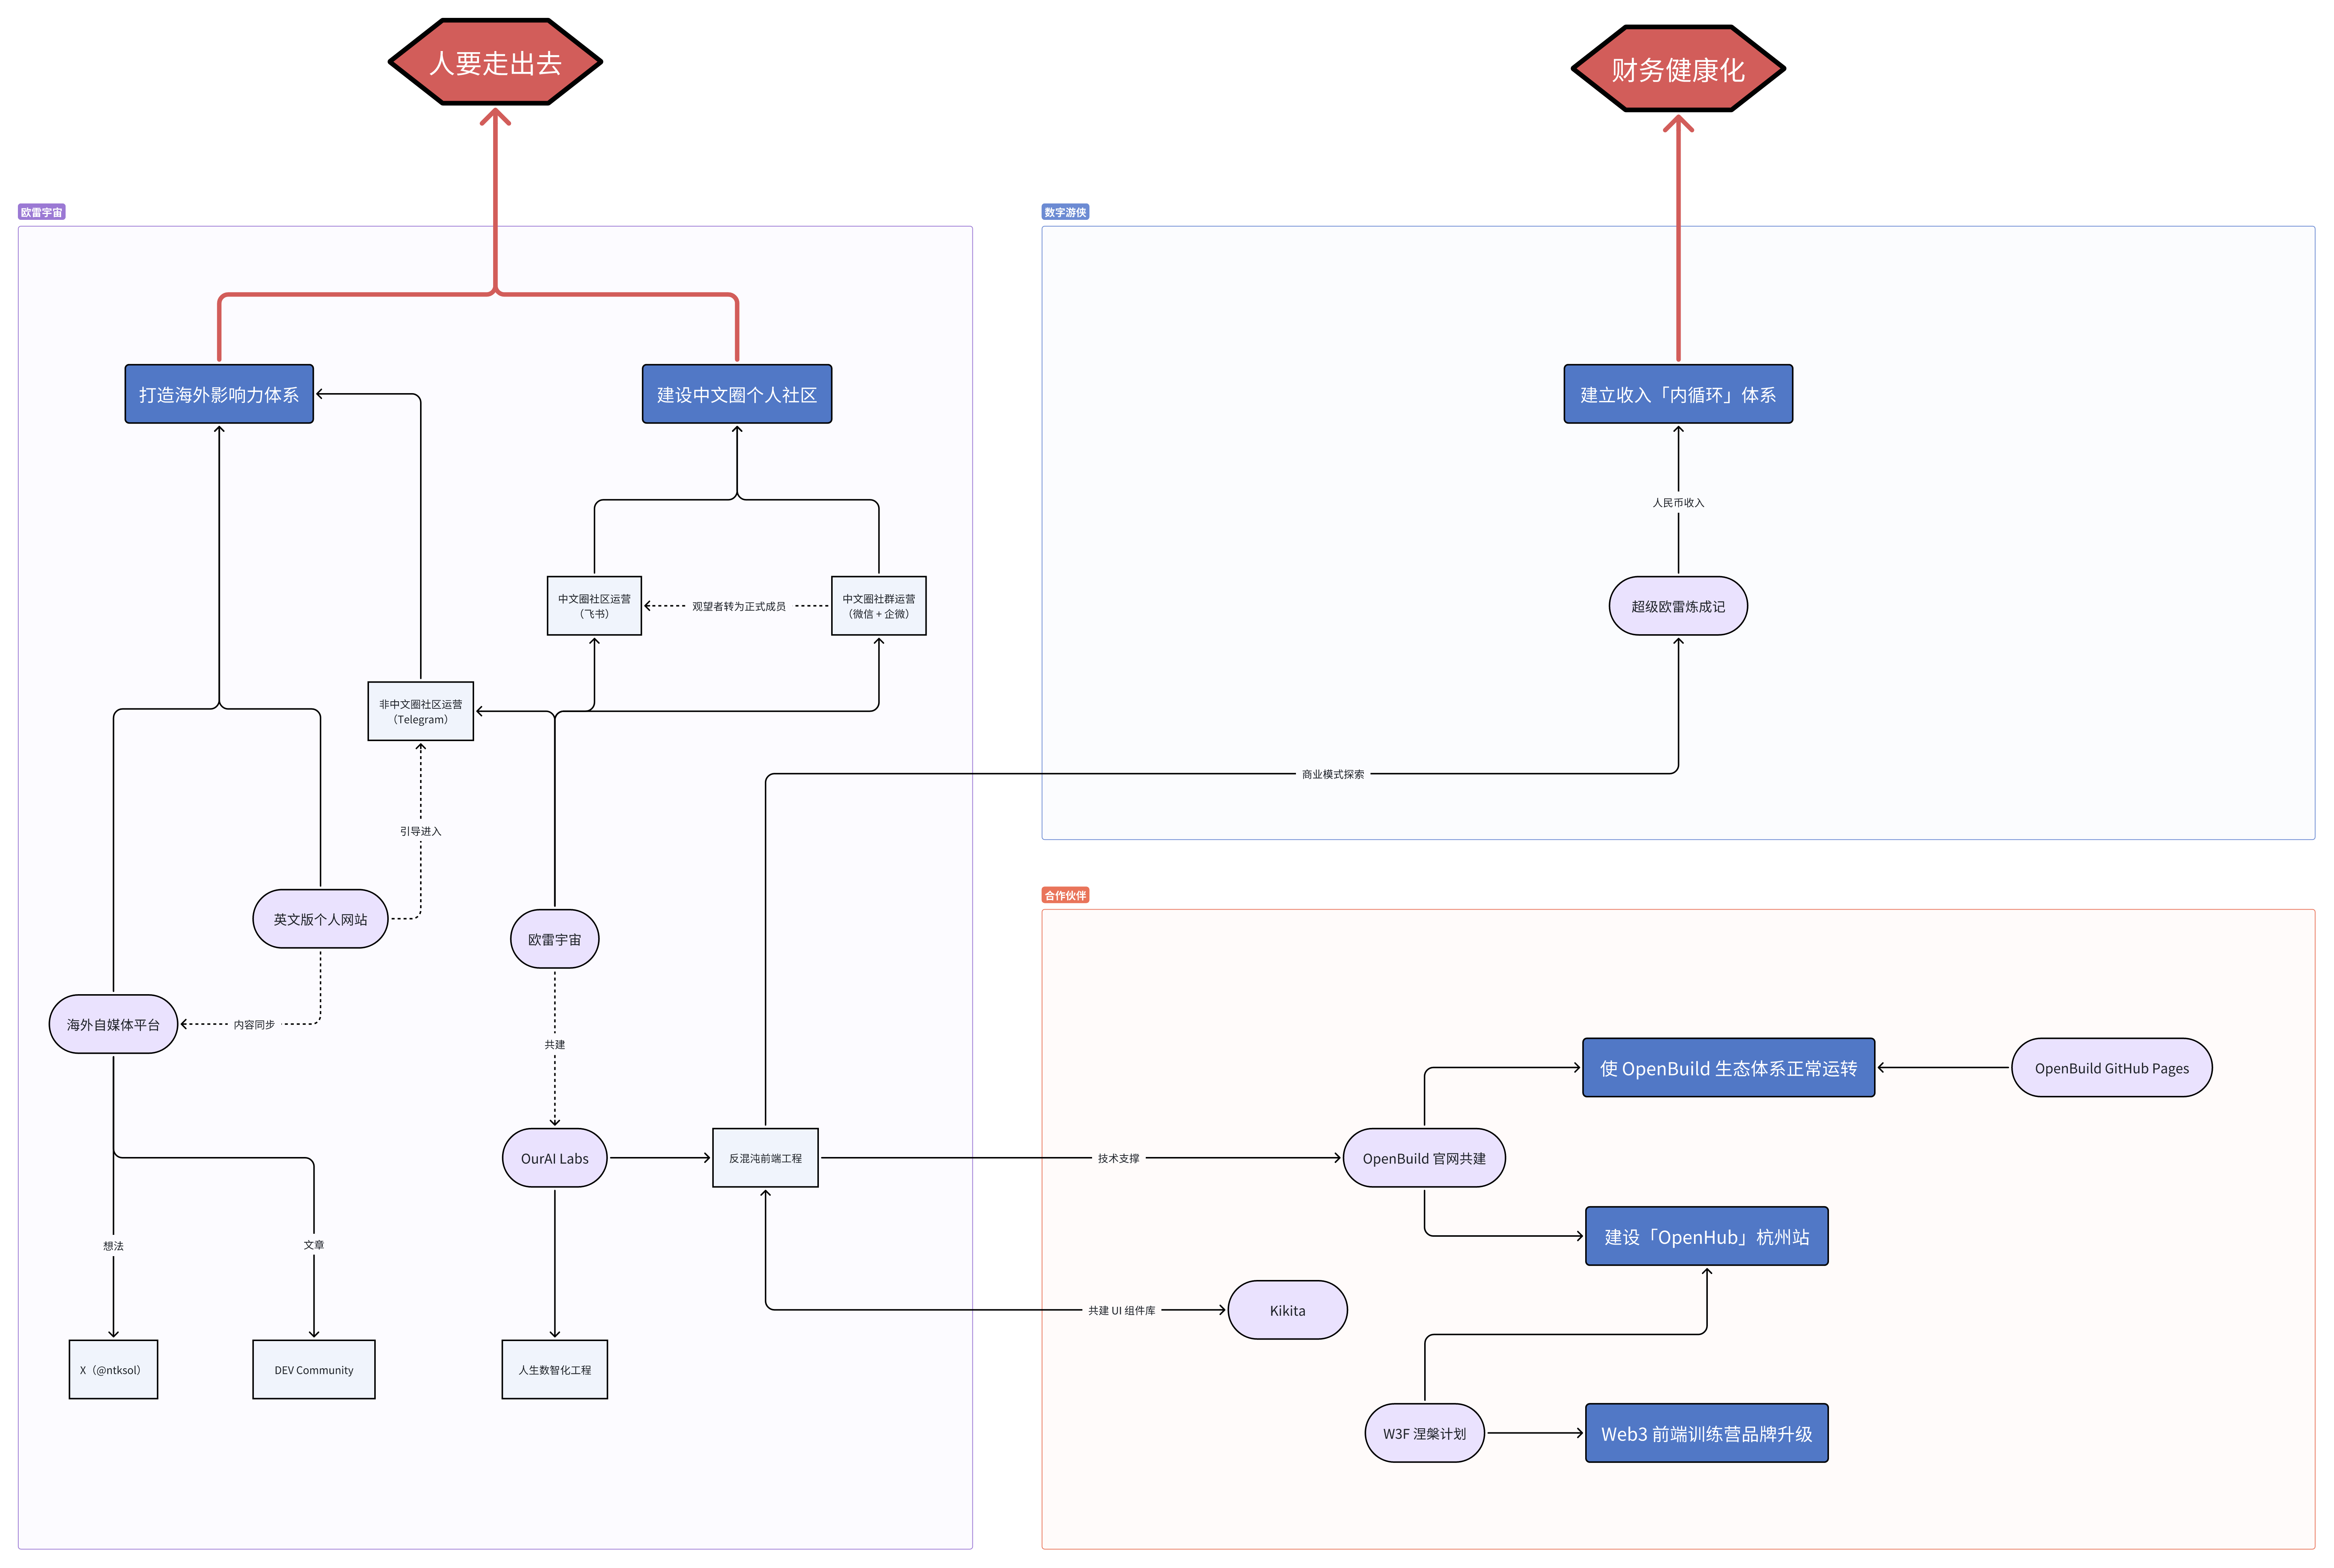 人要走出去
财务健康化
欧雷宇宙
数字游侠
打造海外影响力体系
建设中文圈个人社区
建立收入「内循环」体系
人民币收入
中文圈社区运营
（飞书）
观望者转为正式成员
中文圈社群运营
（微信 + 企微）
超级欧雷炼成记
非中文圈社区运营
（Telegram）
商业模式探索
引导进入
合作伙伴
英文版个人网站
欧雷宇宙
海外自媒体平台
内容同步
共建
使 OpenBuild 生态体系正常运转
OpenBuild GitHub Pages
OurAI Labs
反混沌前端工程
技术支撑
OpenBuild 官网共建
想法
文章
建设「OpenHub」杭州站
共建 UI 组件库
Kikita
X（@ntksol）
DEV Community
人生数智化工程
W3F 涅槃计划
Web3 前端训练营品牌升级